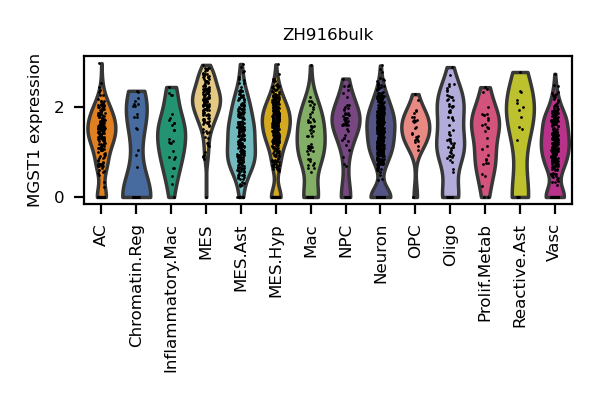 ZH916bulk
MGST1 expression
2
0
AC
Chromatin.Reg
Inflammatory.Mac
MES
MES.Ast
MES.Hyp
Mac
NPC
Neuron
OPC
Oligo
Prolif.Metab
Reactive.Ast
Vasc